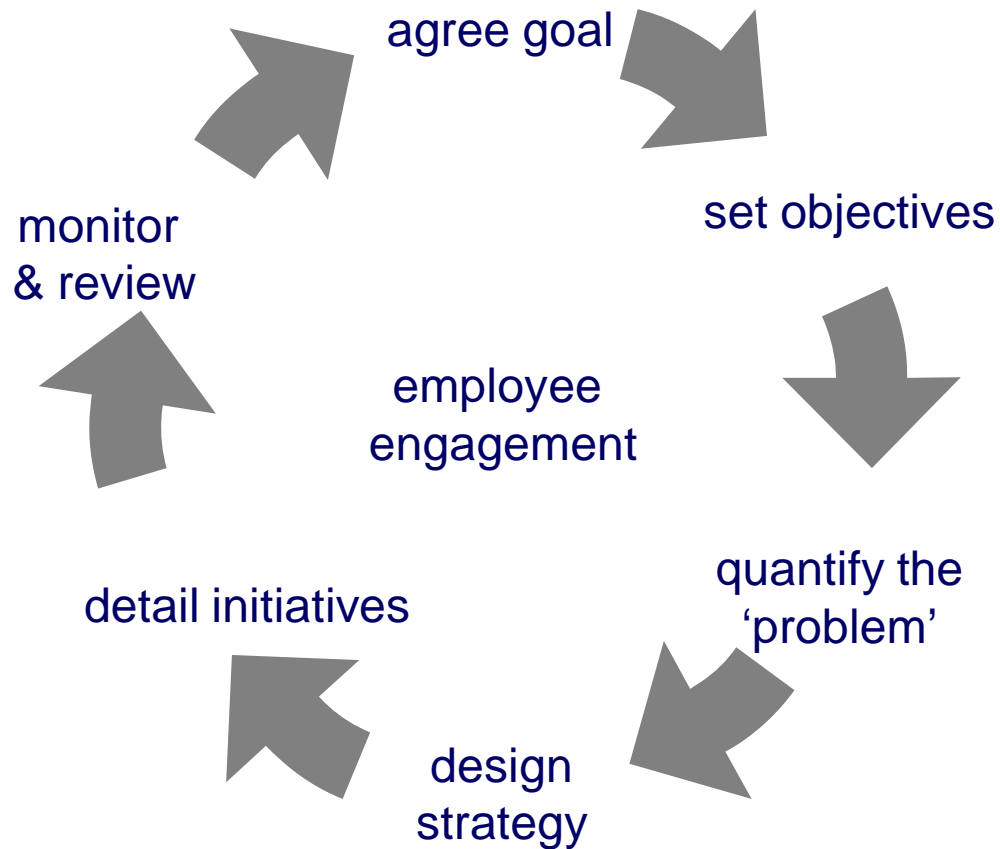 agree goal
set objectives
quantify the
‘problem’
design
strategy
detail initiatives
monitor
& review
employee
engagement